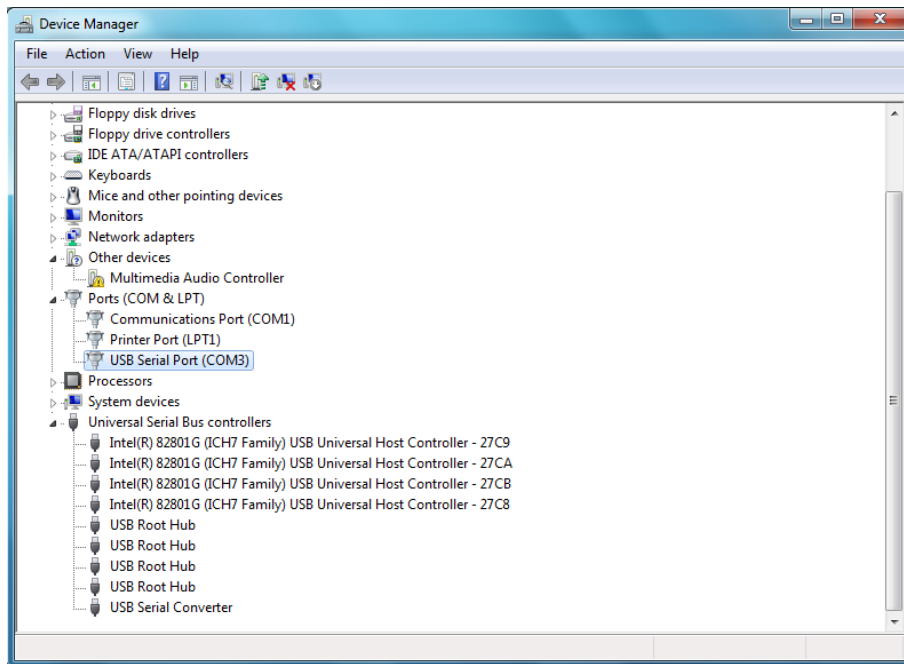 Device Manager
File Action View Help
Floppy disk drives
Floppy drive controllers
IDE ATA/ATAPI controllers
Keyboards
Mice and other pointing devices
Monitors
Network adapters
Other devices
Multimedia Audio Controller
Ports (COM & LPT)
Communications Port (COM1)
Printer Port (LPT1)
USB Serial Port (COM3)
Processors
System devices
Universal Serial Bus controllers
Intel(R) 82801G (ICH7 Family) USB Universal Host Controller - 27C9
Intel(R) 82801G (ICH7 Family) USB Universal Host Controller - 27CA
Intel(R) 82801G (ICH7 Family) USB Universal Host Controller - 27CB
Intel(R) 82801G (ICH7 Family) USB Universal Host Controller - 27C8
USB Root Hub
USB Root Hub
USB Root Hub
USB Root Hub
USB Serial Converter